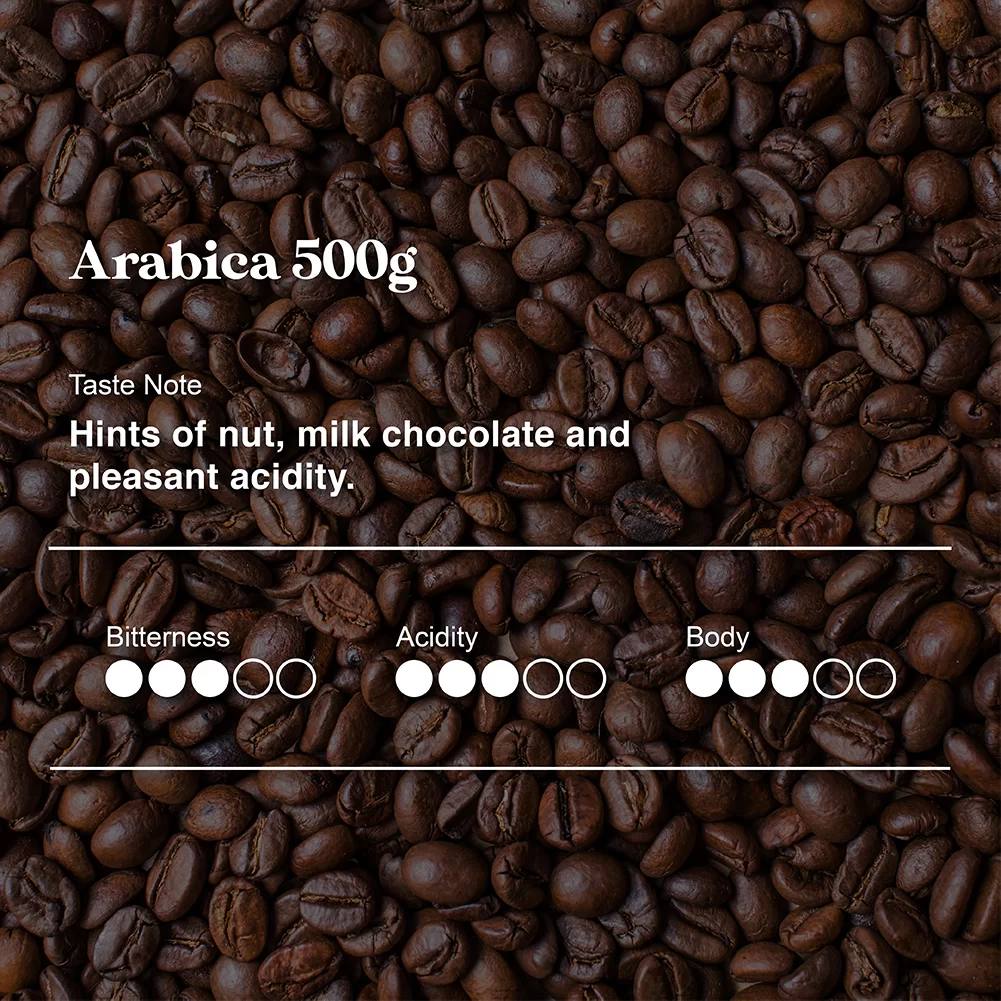 Arabica 500g
Taste Note
Hints of nut, milk chocolate and
pleasant acidity.
Bitterness
Acidity
Body